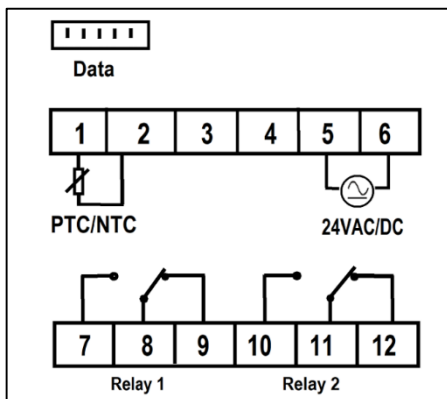 Data
1 2 3 4 5 6
PTC/NTC 24VAC/DC
7 8 9 10 11 12
Relay 1 Relay 2